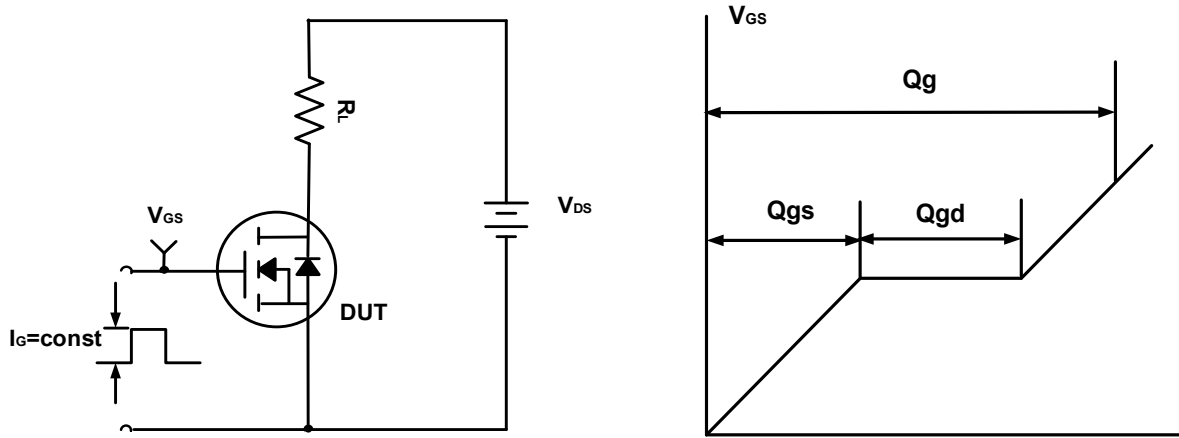 RL
VGS
VDS
DUT
IG=const
VGS
Qg
Qgs
Qgd